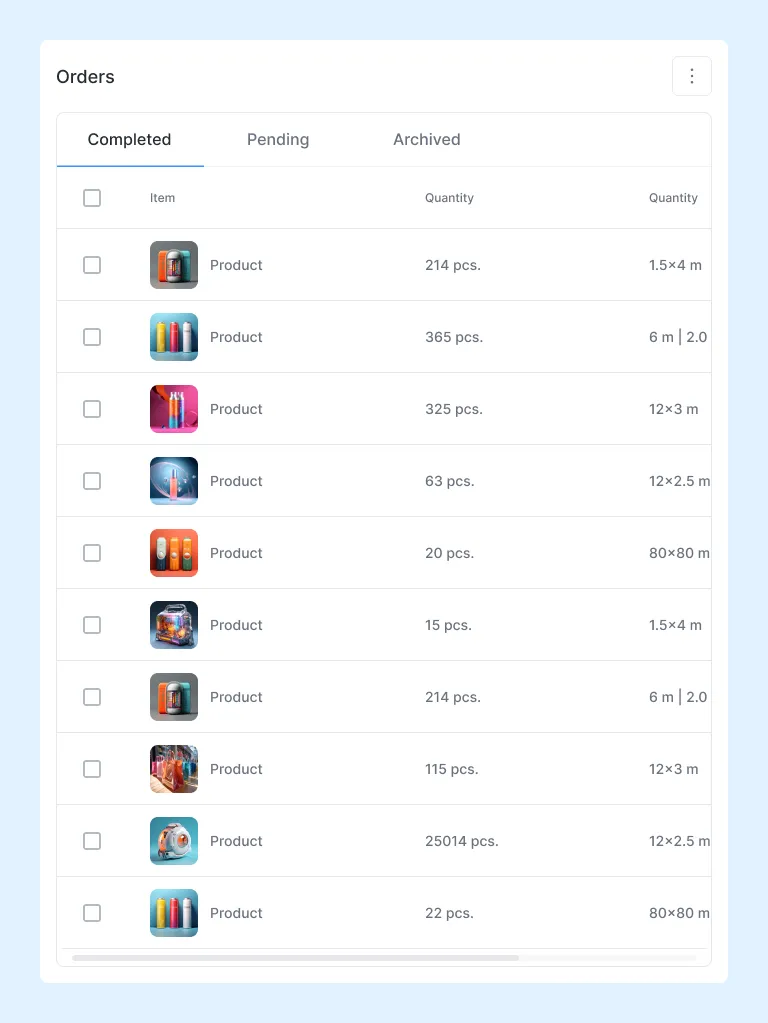 Orders
Completed Pending Archived
Item Quantity Quantity
Product 214 pcs. 1.5×4 m
Product 365 pcs. 6 m | 2.0
Product 325 pcs. 12×3 m
Product 63 pcs. 12×2.5 m
Product 20 pcs. 80×80 m
Product 15 pcs. 1.5×4 m
Product 214 pcs. 6 m | 2.0
Product 115 pcs. 12×3 m
Product 25014 pcs. 12×2.5 m
Product 22 pcs. 80×80 m